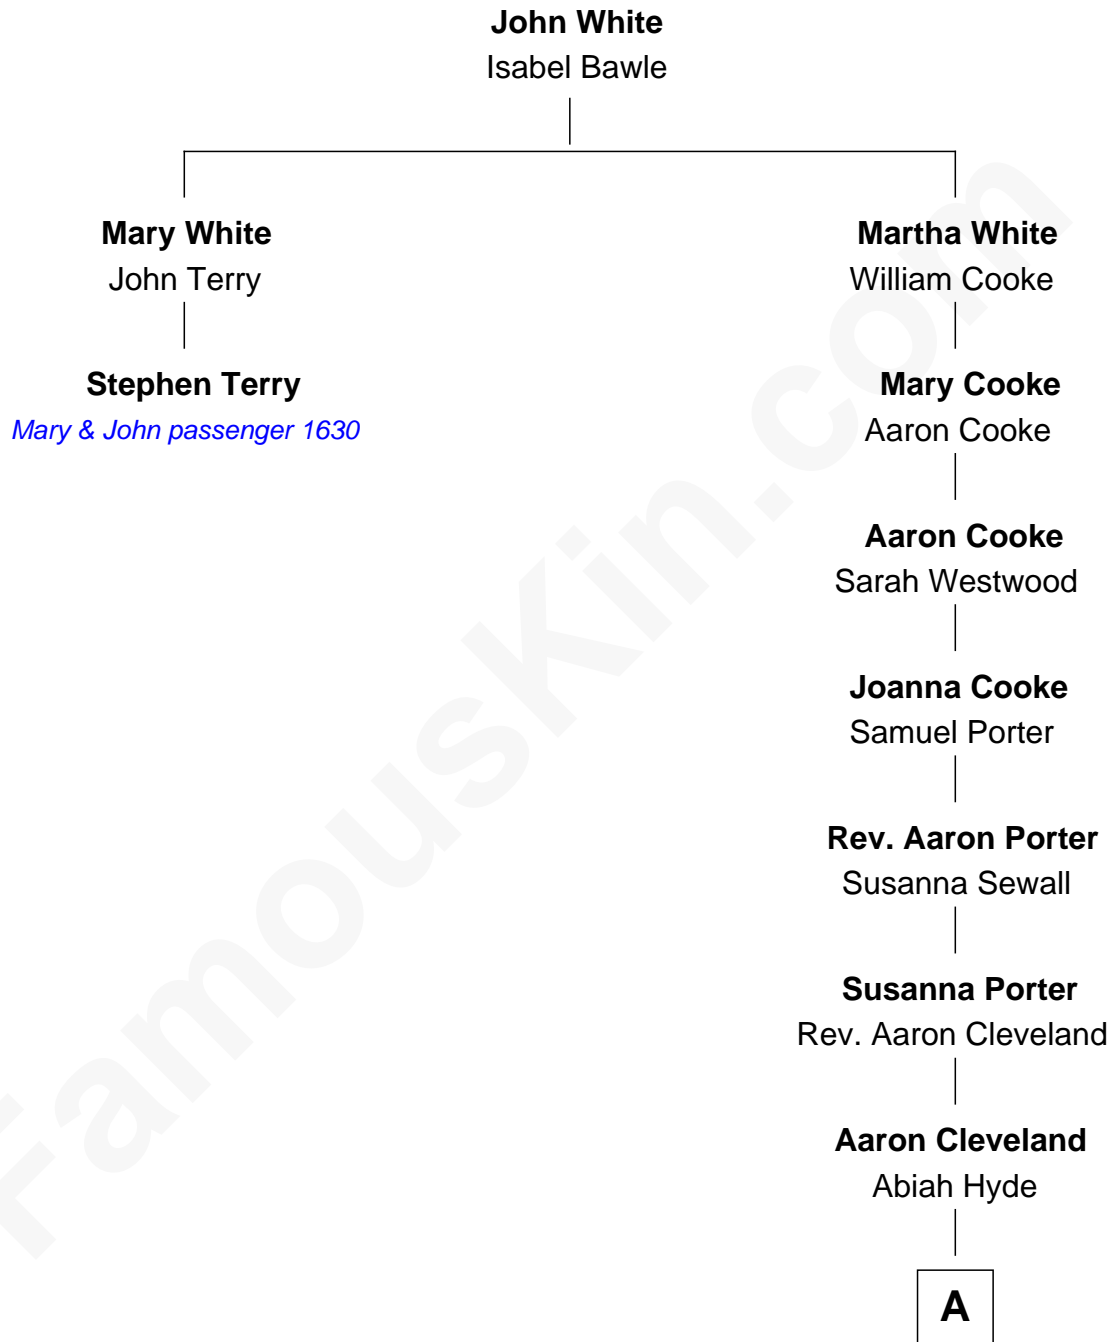 John White
Isabel Bawle
Mary White
John Terry
Martha White
William Cooke
Stephen Terry
Mary & John passenger 1630
Mary Cooke
Aaron Cooke
Aaron Cooke
Sarah Westwood
Joanna Cooke
Samuel Porter
Rev. Aaron Porter
Susanna Sewall
Susanna Porter
Rev. Aaron Cleveland
Aaron Cleveland
Abiah Hyde
A
FamousKin.com